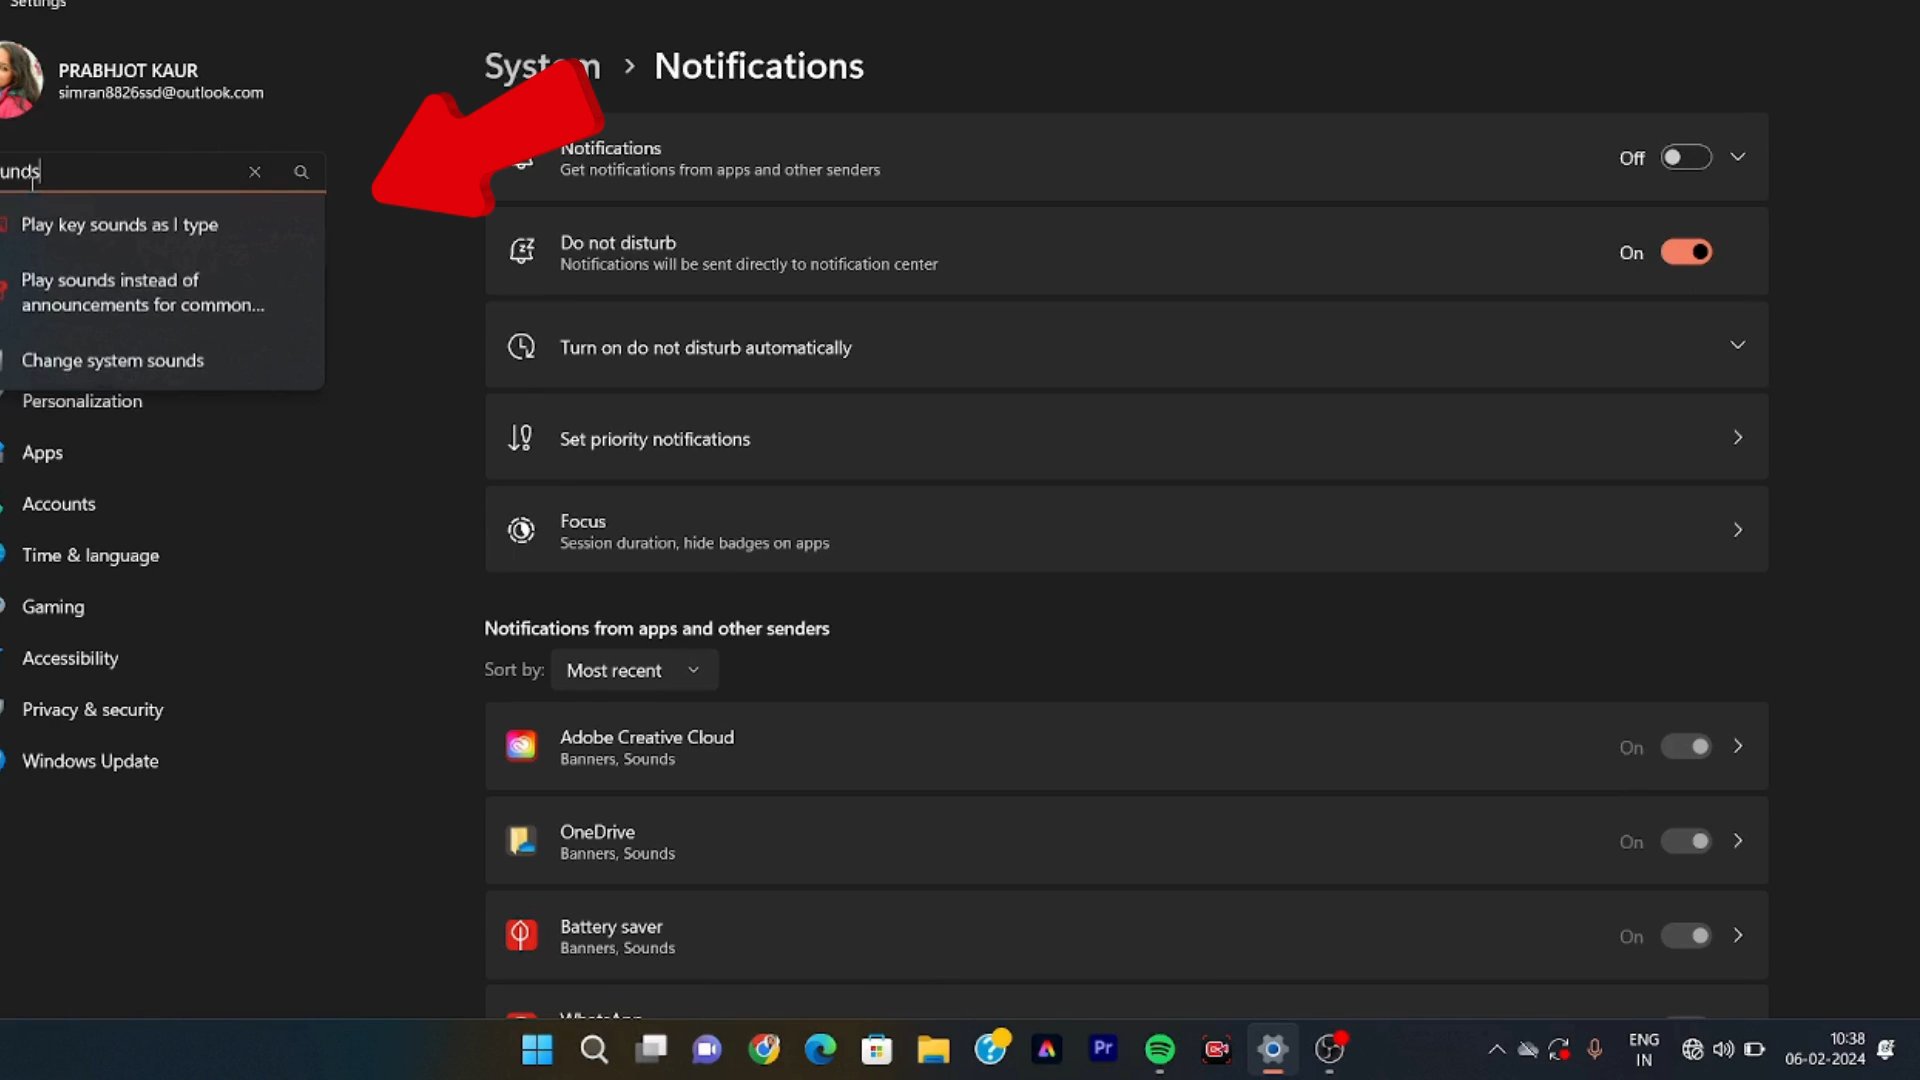 Settings
PRABHJOT KAUR
simran8826ssd@outlook.com
unds
Play key sounds as I type
Play sounds instead of
announcements for common...
Change system sounds
Personalization
Apps
Accounts
Time & language
Gaming
Accessibility
Privacy & security
Windows Update
System > Notifications
Notifications
Get notifications from apps and other senders
Off
Do not disturb
Notifications will be sent directly to notification center
On
Turn on do not disturb automatically
Set priority notifications
Focus
Session duration, hide badges on apps
Notifications from apps and other senders
Sort by: Most recent
Adobe Creative Cloud
Banners, Sounds
On
OneDrive
Banners, Sounds
On
Battery saver
Banners, Sounds
On
WhatsApp
Pr
ENG
IN
10:38
06-02-2024